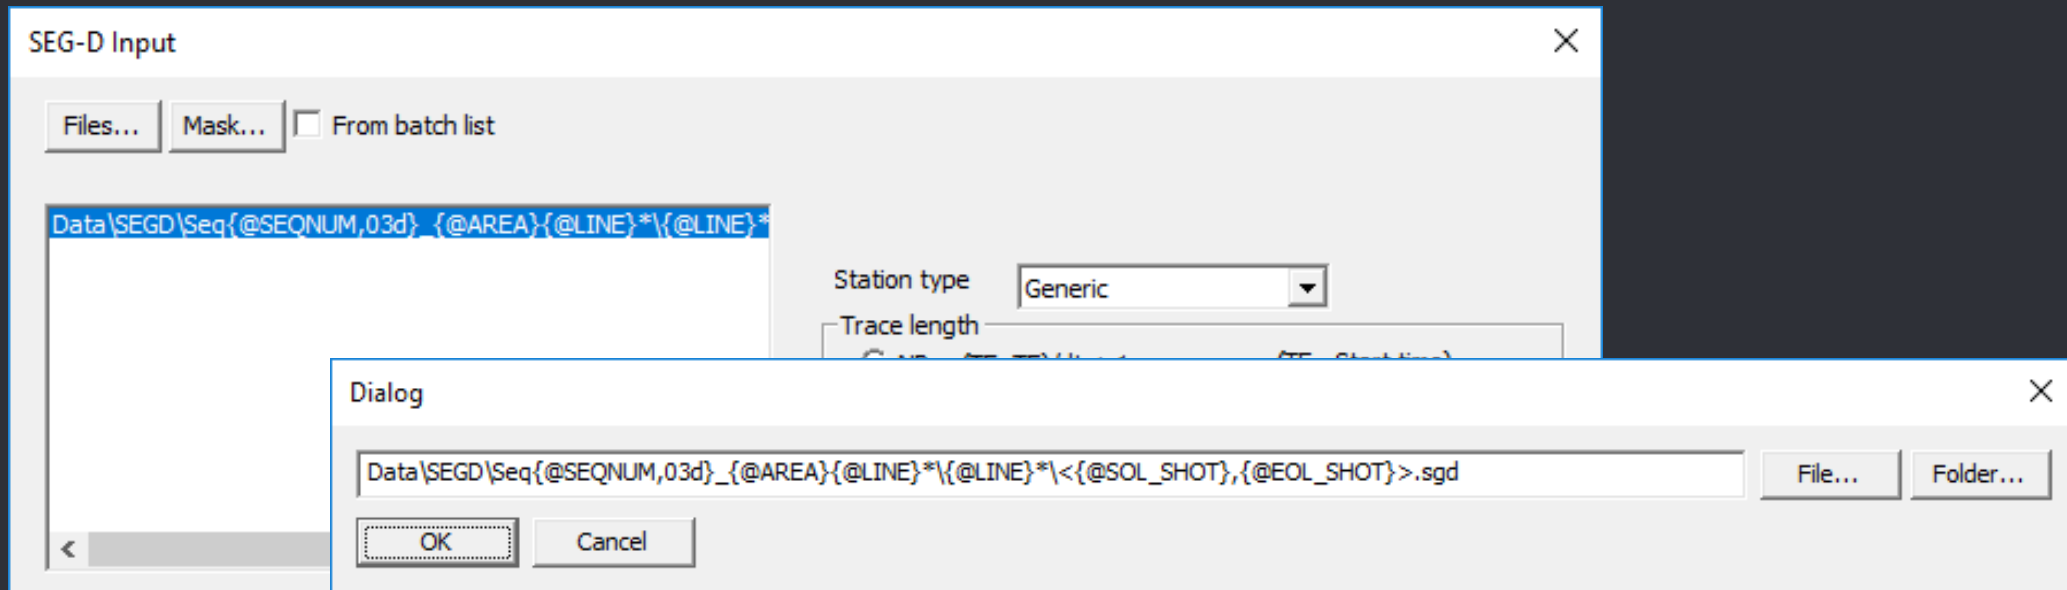 SEG-D Input
Files... Mask... From batch list
Data\SEGD\Seq{@SEQNUM,03d}_{@AREA}{@LINE}*\{@LINE}*
Station type Generic
Trace length
Dialog
Data\SEGD\Seq{@SEQNUM,03d}_{@AREA}{@LINE}*\{@LINE}*\<{@SOL_SHOT},{@EOL_SHOT}>.sgd File... Folder...
OK Cancel